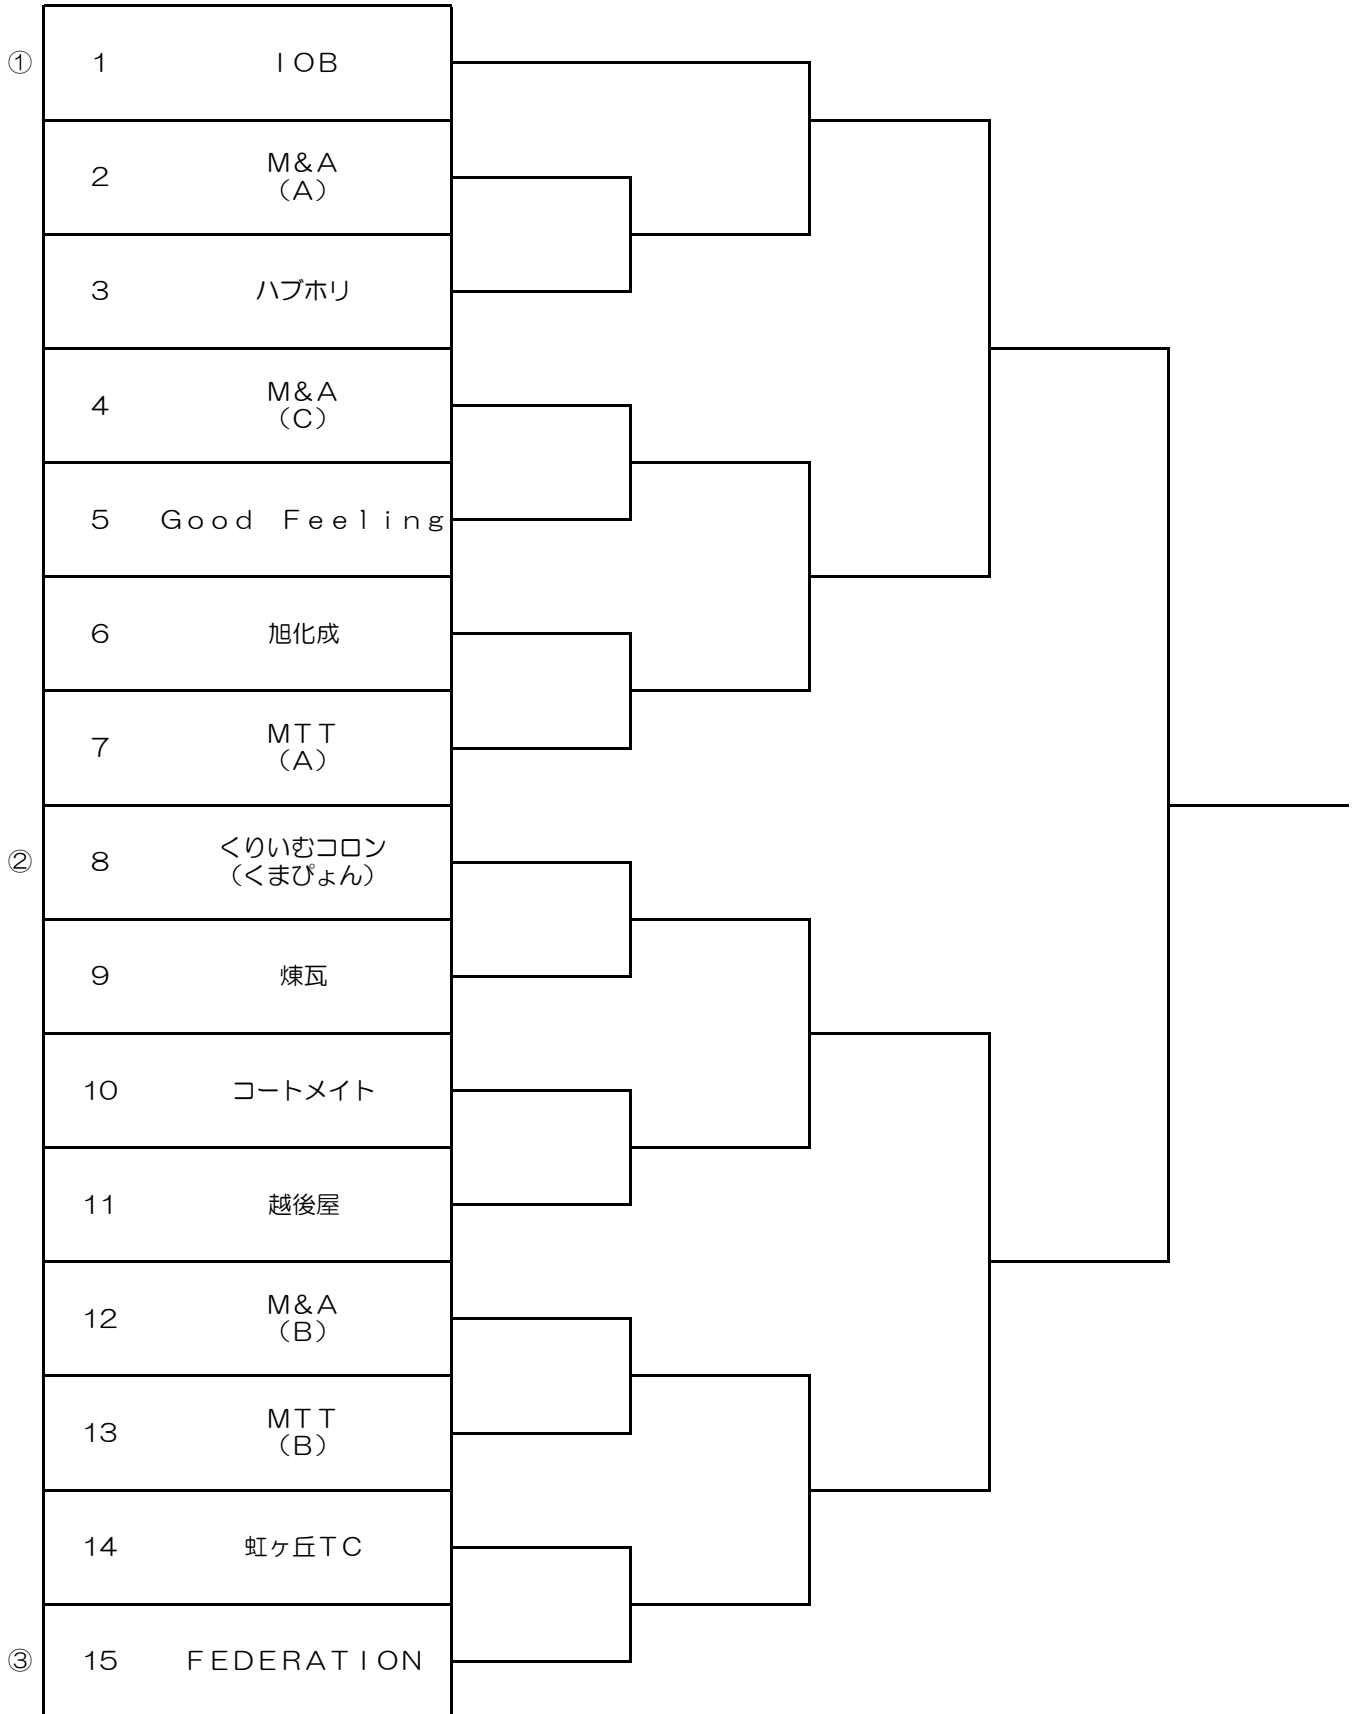 ① 1 IOB
2 M&A
(A)
3 ハブホリ
4 M&A
(C)
5 Good Feeling
6 旭化成
7 MTT
(A)
② 8 くりいむコロン
(くまぴょん)
9 煉瓦
10 コートメイト
11 越後屋
12 M&A
(B)
13 MTT
(B)
14 虹ヶ丘TC
③ 15 FEDERATION